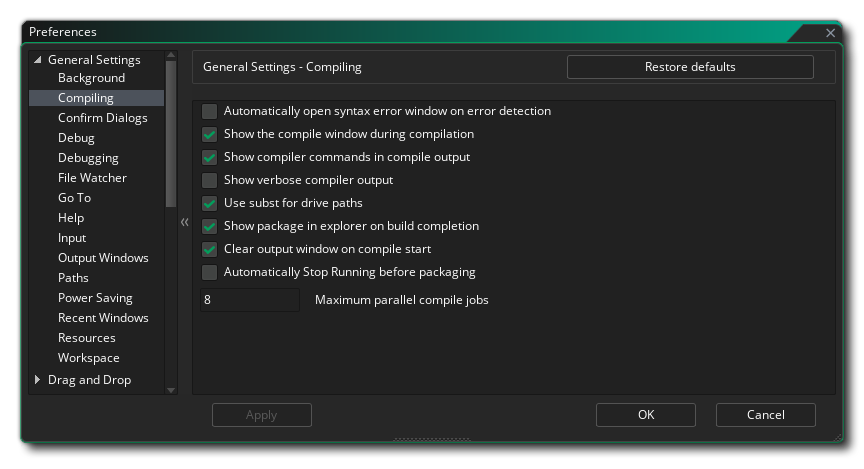 Preferences
General Settings
Background
Compiling
Confirm Dialogs
Debug
Debugging
File Watcher
Go To
Help
Input
Output Windows
Paths
Power Saving
Recent Windows
Resources
Workspace
Drag and Drop
General Settings - Compiling
Restore defaults
Automatically open syntax error window on error detection
Show the compile window during compilation
Show compiler commands in compile output
Show verbose compiler output
Use subst for drive paths
Show package in explorer on build completion
Clear output window on compile start
Automatically Stop Running before packaging
8 Maximum parallel compile jobs
Apply
OK
Cancel